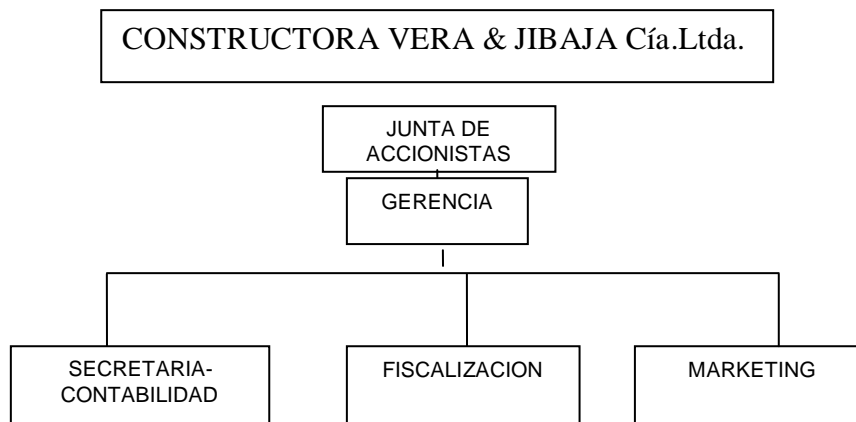 CONSTRUCTORA VERA & JIBAJA Cía.Ltda.
JUNTA DE
ACCIONISTAS
GERENCIA
SECRETARIA-
CONTABILIDAD
FISCALIZACION
MARKETING